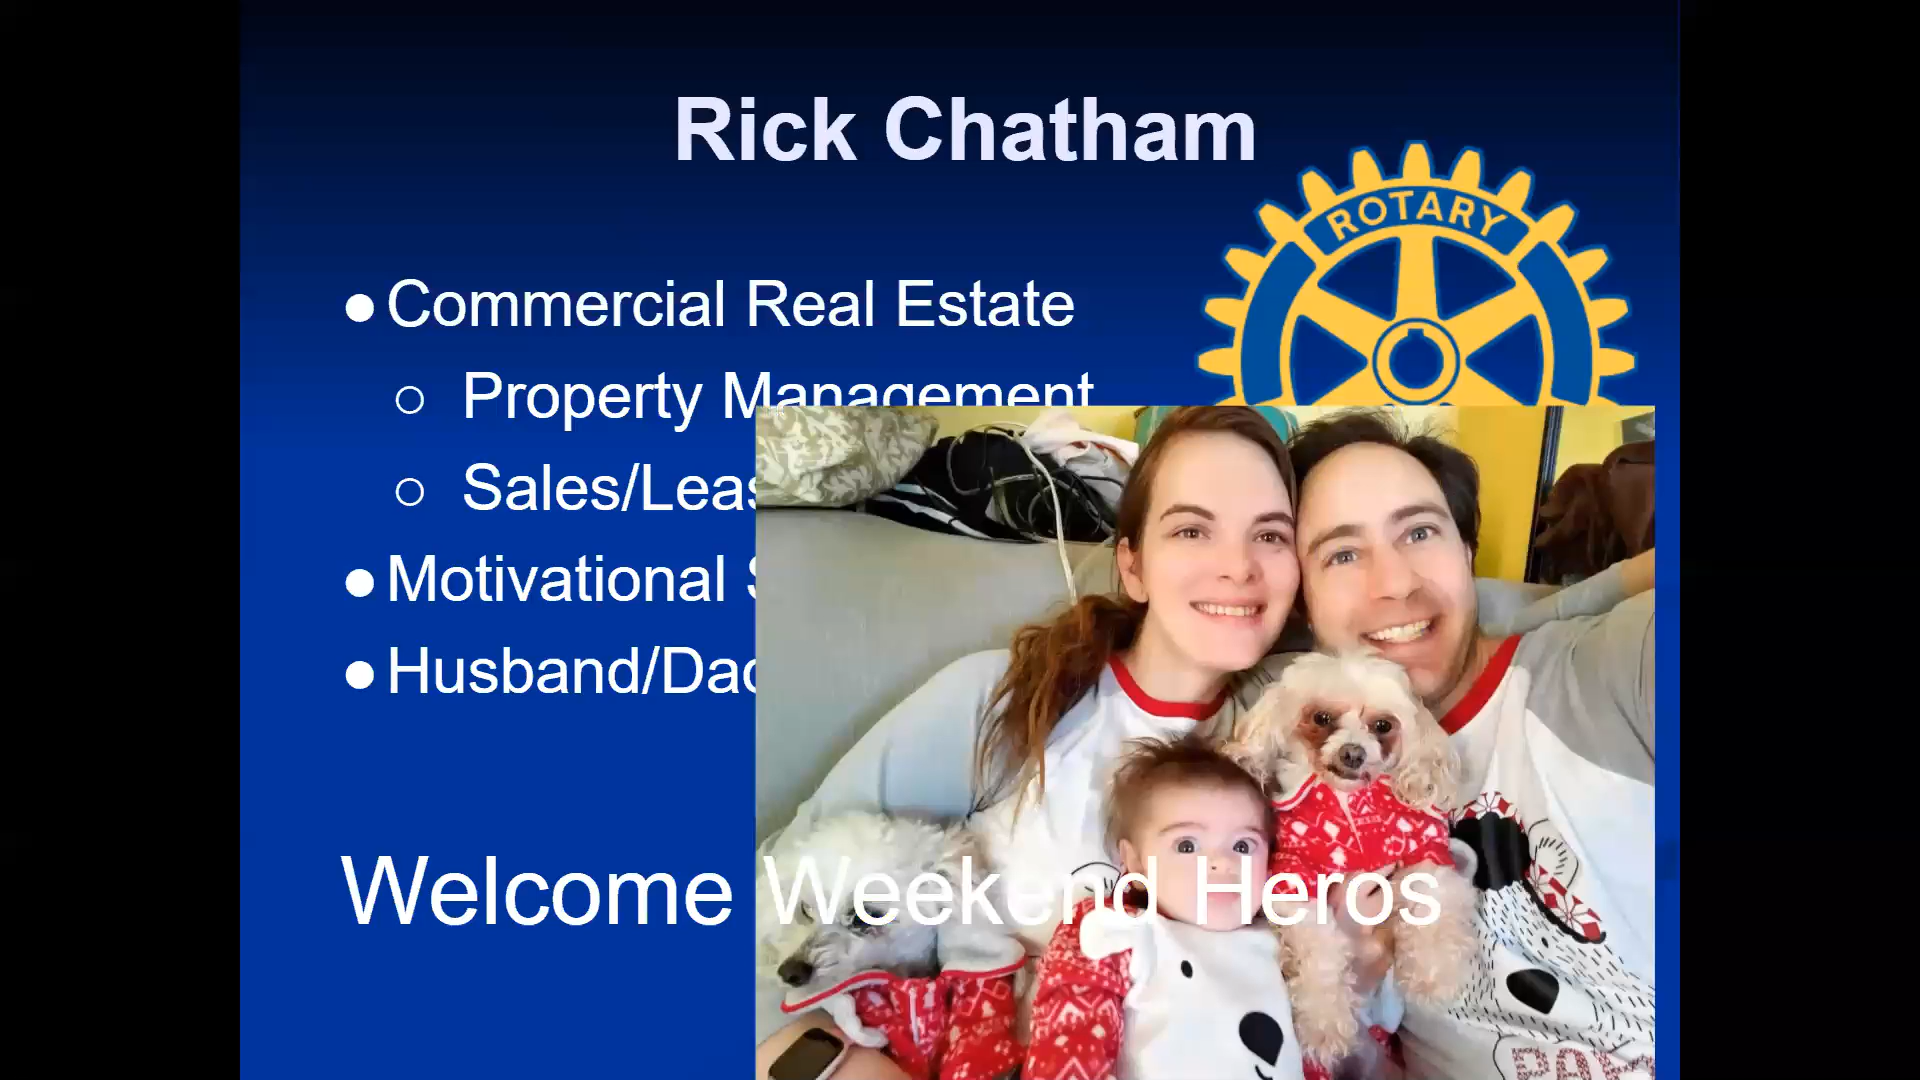 Rick Chatham
ROTARY
●Commercial Real Estate
○ Property Management
○ Sales/Leas
●Motivational S
●Husband/Dad
Welcome Weekend Heros